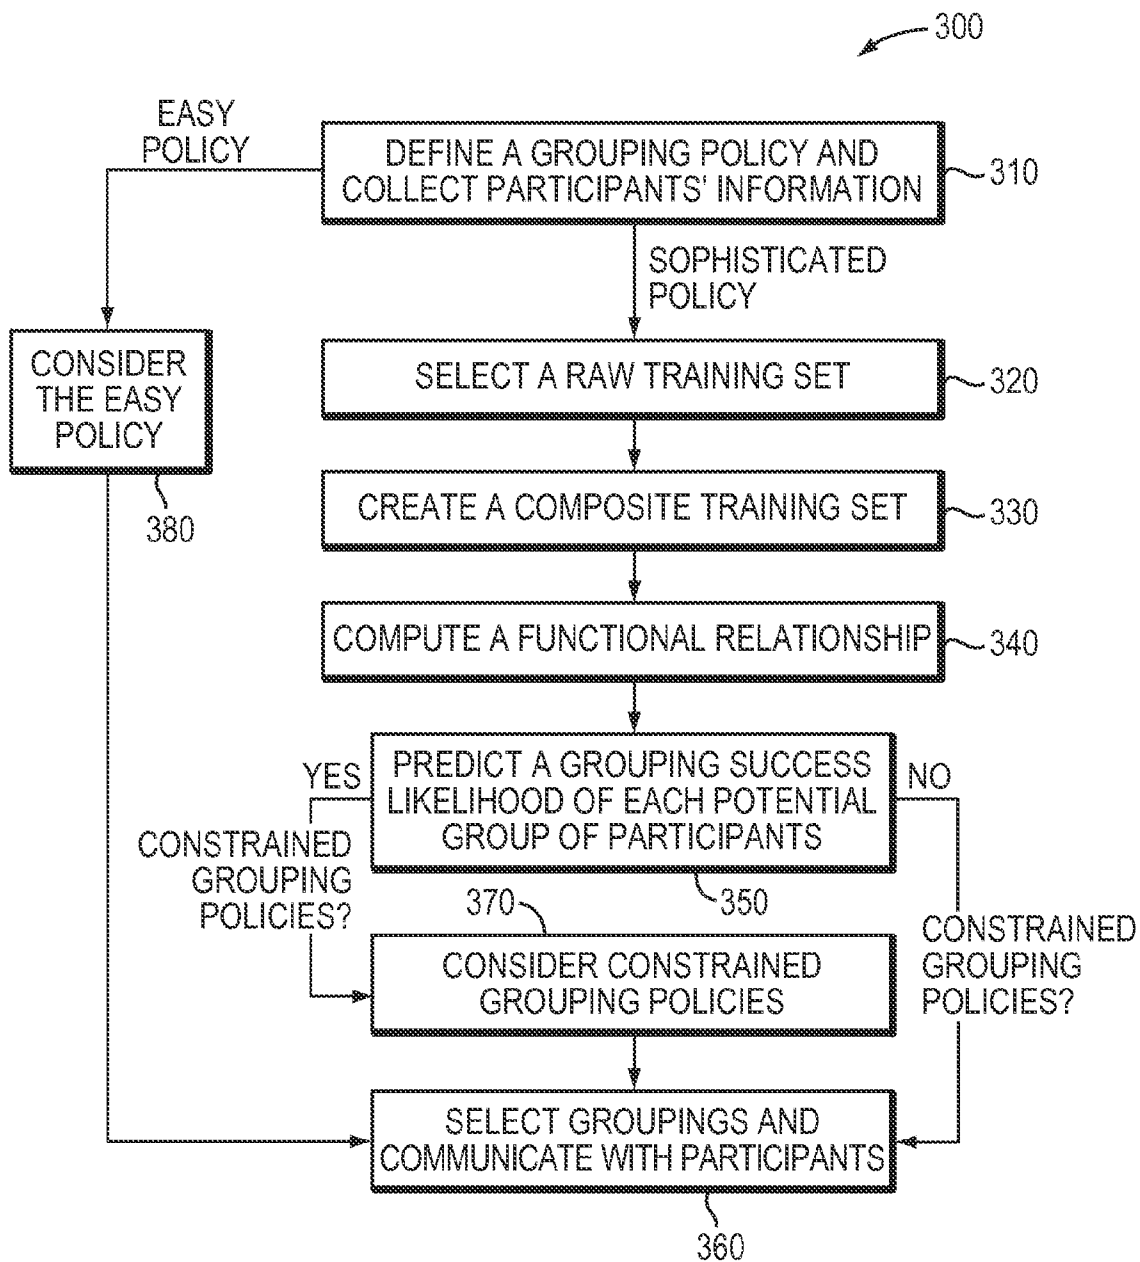 300
EASY
POLICY
DEFINE A GROUPING POLICY AND
COLLECT PARTICIPANTS' INFORMATION
310
SOPHISTICATED
POLICY
CONSIDER
THE EASY
POLICY
380
SELECT A RAW TRAINING SET
320
CREATE A COMPOSITE TRAINING SET
330
COMPUTE A FUNCTIONAL RELATIONSHIP
340
PREDICT A GROUPING SUCCESS
LIKELIHOOD OF EACH POTENTIAL
GROUP OF PARTICIPANTS
350
YES
CONSTRAINED
GROUPING
POLICIES?
NO
CONSTRAINED
GROUPING
POLICIES?
370
CONSIDER CONSTRAINED
GROUPING POLICIES
SELECT GROUPINGS AND
COMMUNICATE WITH PARTICIPANTS
360